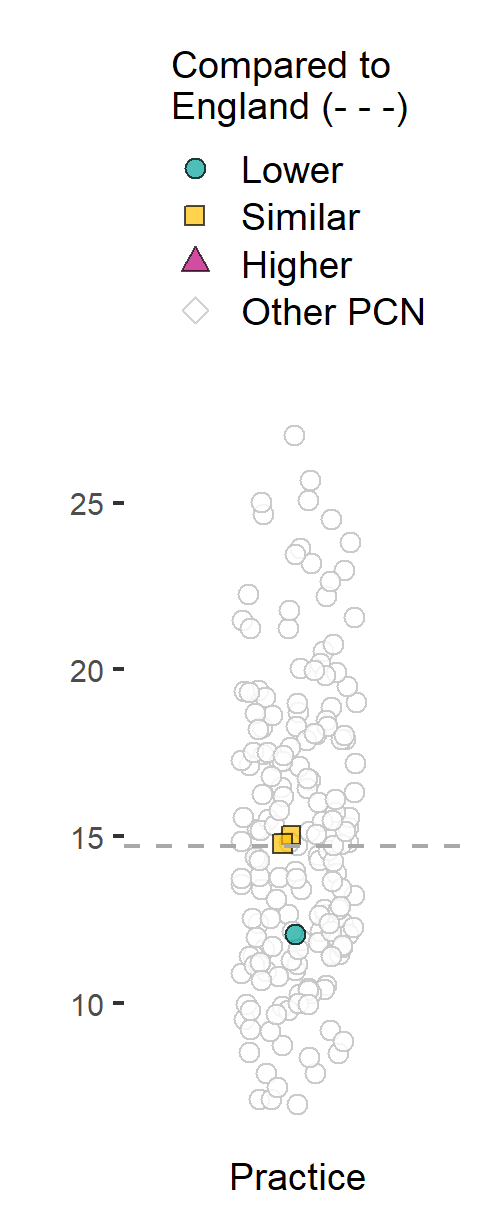 Compared to
England (- - -)
Lower
Similar
Higher
Other PCN
25
20
15
10
Practice